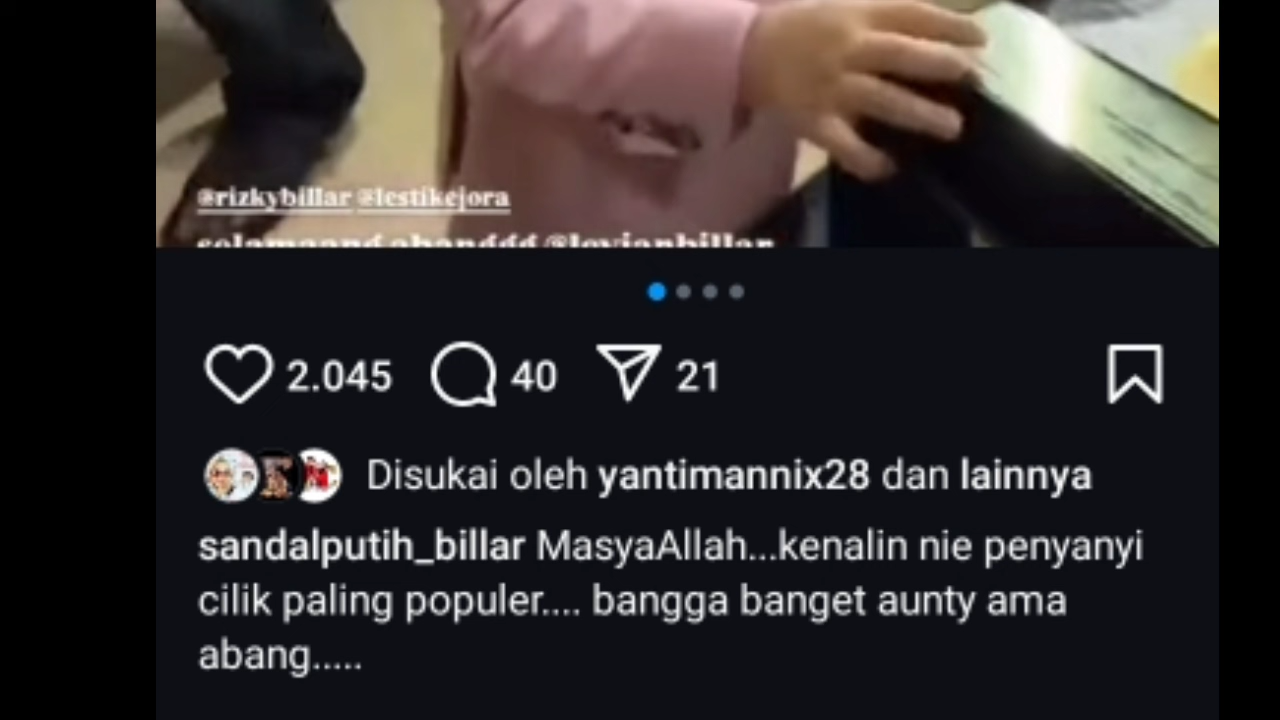 @rizkybillar @lestikejora
2.045 40 21
Disukai oleh yantimannix28 dan lainnya
sandalputih_billar MasyaAllah...kenalin nie penyanyi
cilik paling populer.... bangga banget aunty ama
abang.....